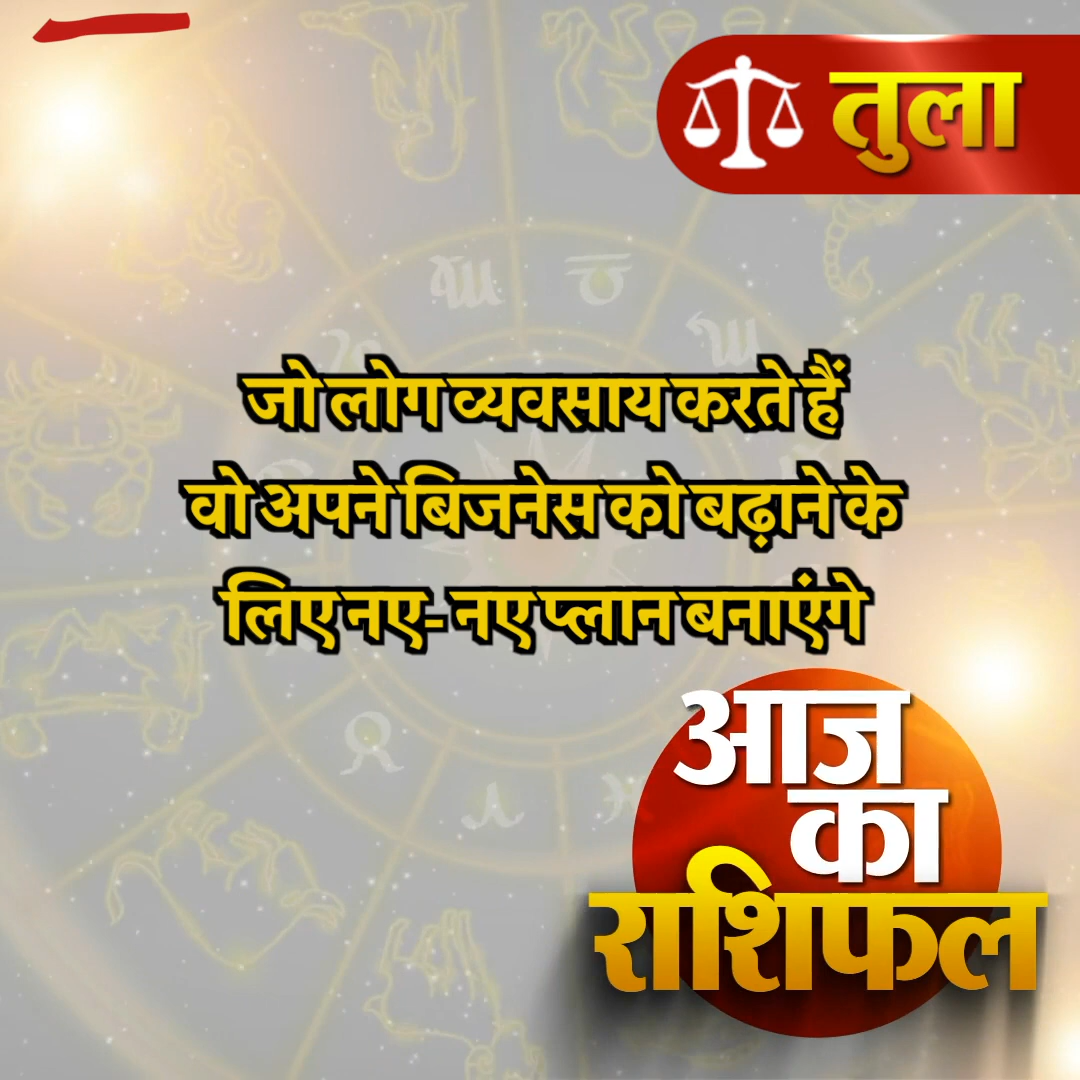 तुला
जो लोग व्यवसाय करते हैं
वो अपने बिजनेस को बढ़ाने के
लिए नए- नए प्लान बनाएंगे
आज
का
राशिफल